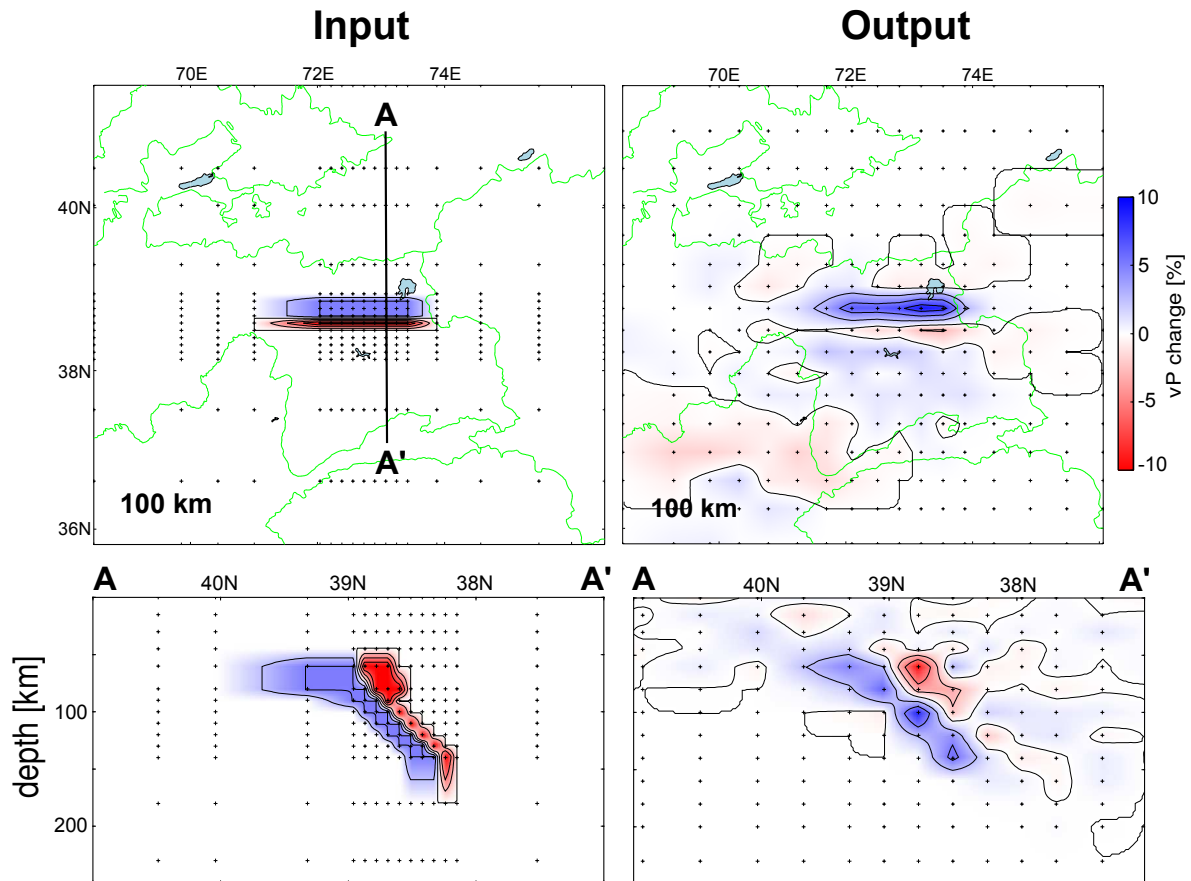 Input Output
70E 72E 74E 70E 72E 74E
A
40N
38N
36N
A'
100 km
100 km
10
5
0
-5
-10
vP change [%]
A 40N 39N 38N A' A 40N 39N 38N A'
100
200
depth [km]